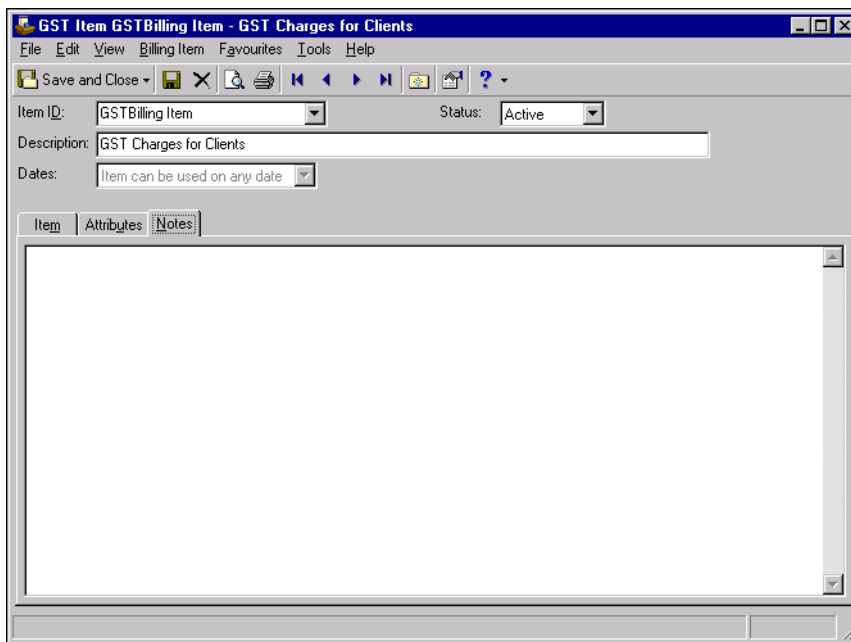 GST Item GSTBilling Item - GST Charges for Clients
File Edit View Billing Item Favourites Tools Help
Save and Close ?
Item ID: GSTBilling Item Status: Active
Description: GST Charges for Clients
Dates: Item can be used on any date
Item Attributes Notes